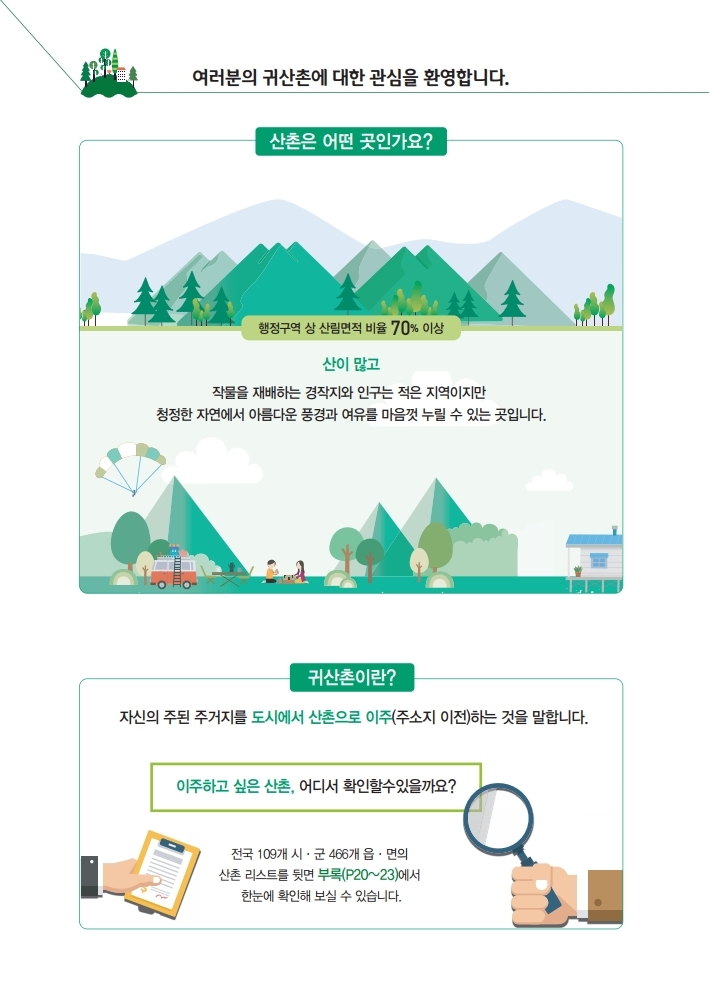 여러분의 귀산촌에 대한 관심을 환영합니다.
산촌은 어떤 곳인가요?
행정구역 상 산림면적 비율 70% 이상
산이 많고
작물을 재배하는 경작지와 인구는 적은 지역이지만
청정한 자연에서 아름다운 풍경과 여유를 마음껏 누릴 수 있는 곳입니다.
귀산촌이란?
자신의 주된 주거지를 도시에서 산촌으로 이주(주소지 이전)하는 것을 말합니다.
이주하고 싶은 산촌, 어디서 확인할수있을까요?
전국 109개 시 · 군 466개 읍 · 면의
산촌 리스트를 뒷면 부록(P20~23)에서
한눈에 확인해 보실 수 있습니다.